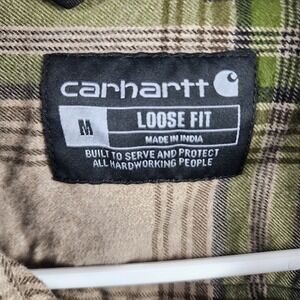 carhartt
M
LOOSE FIT
MADE IN INDIA
BUILT TO SERVE AND PROTECT
ALL HARDWORKING PEOPLE